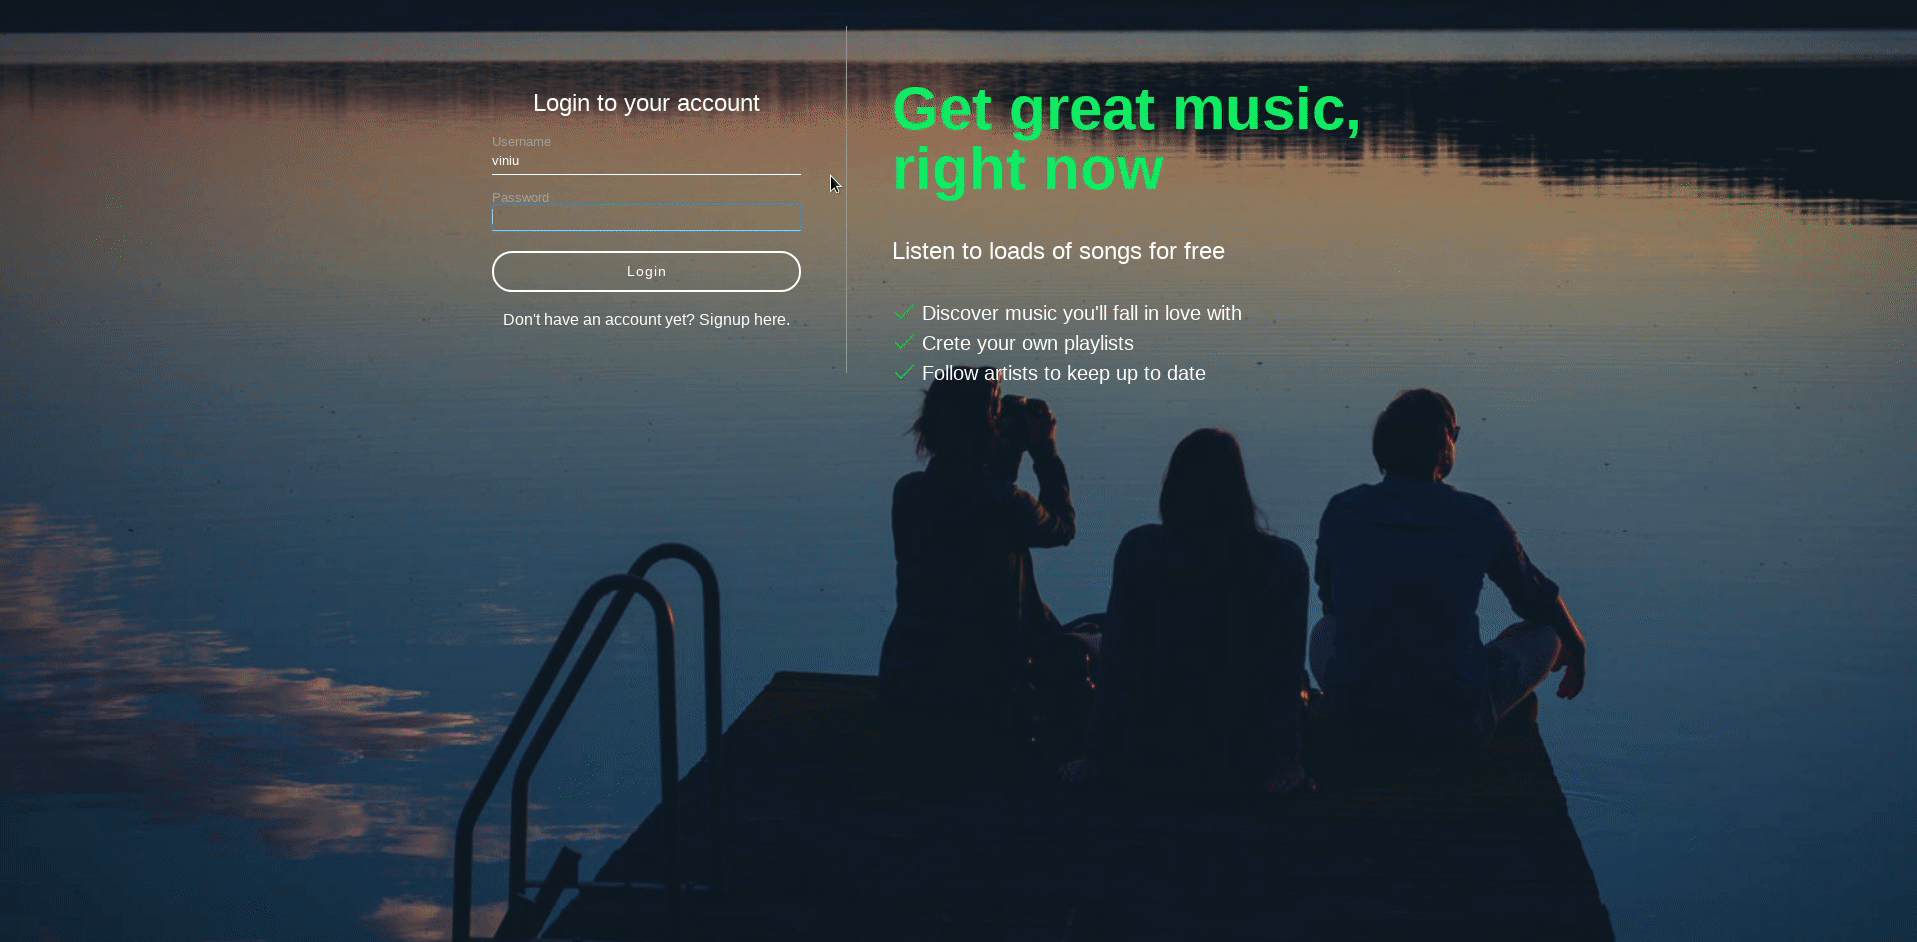 Login to your account
Username
viniu
Password
Login
Don't have an account yet? Signup here.
Get great music,
right now
Listen to loads of songs for free
Discover music you'll fall in love with
Crete your own playlists
Follow artists to keep up to date